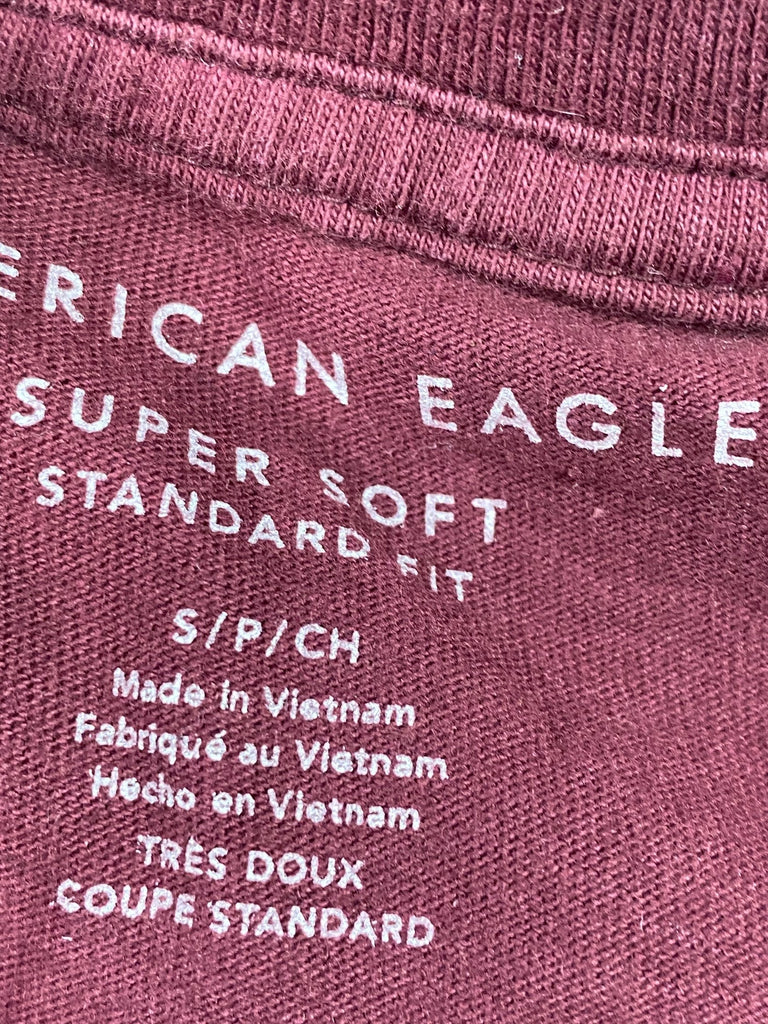 ERICAN EAGLE
SUPER SOFT
STANDARD FIT
S/P/CH
Made in Vietnam
Fabriqué au Vietnam
Hecho en Vietnam
TRÈS DOUX
COUPE STANDARD